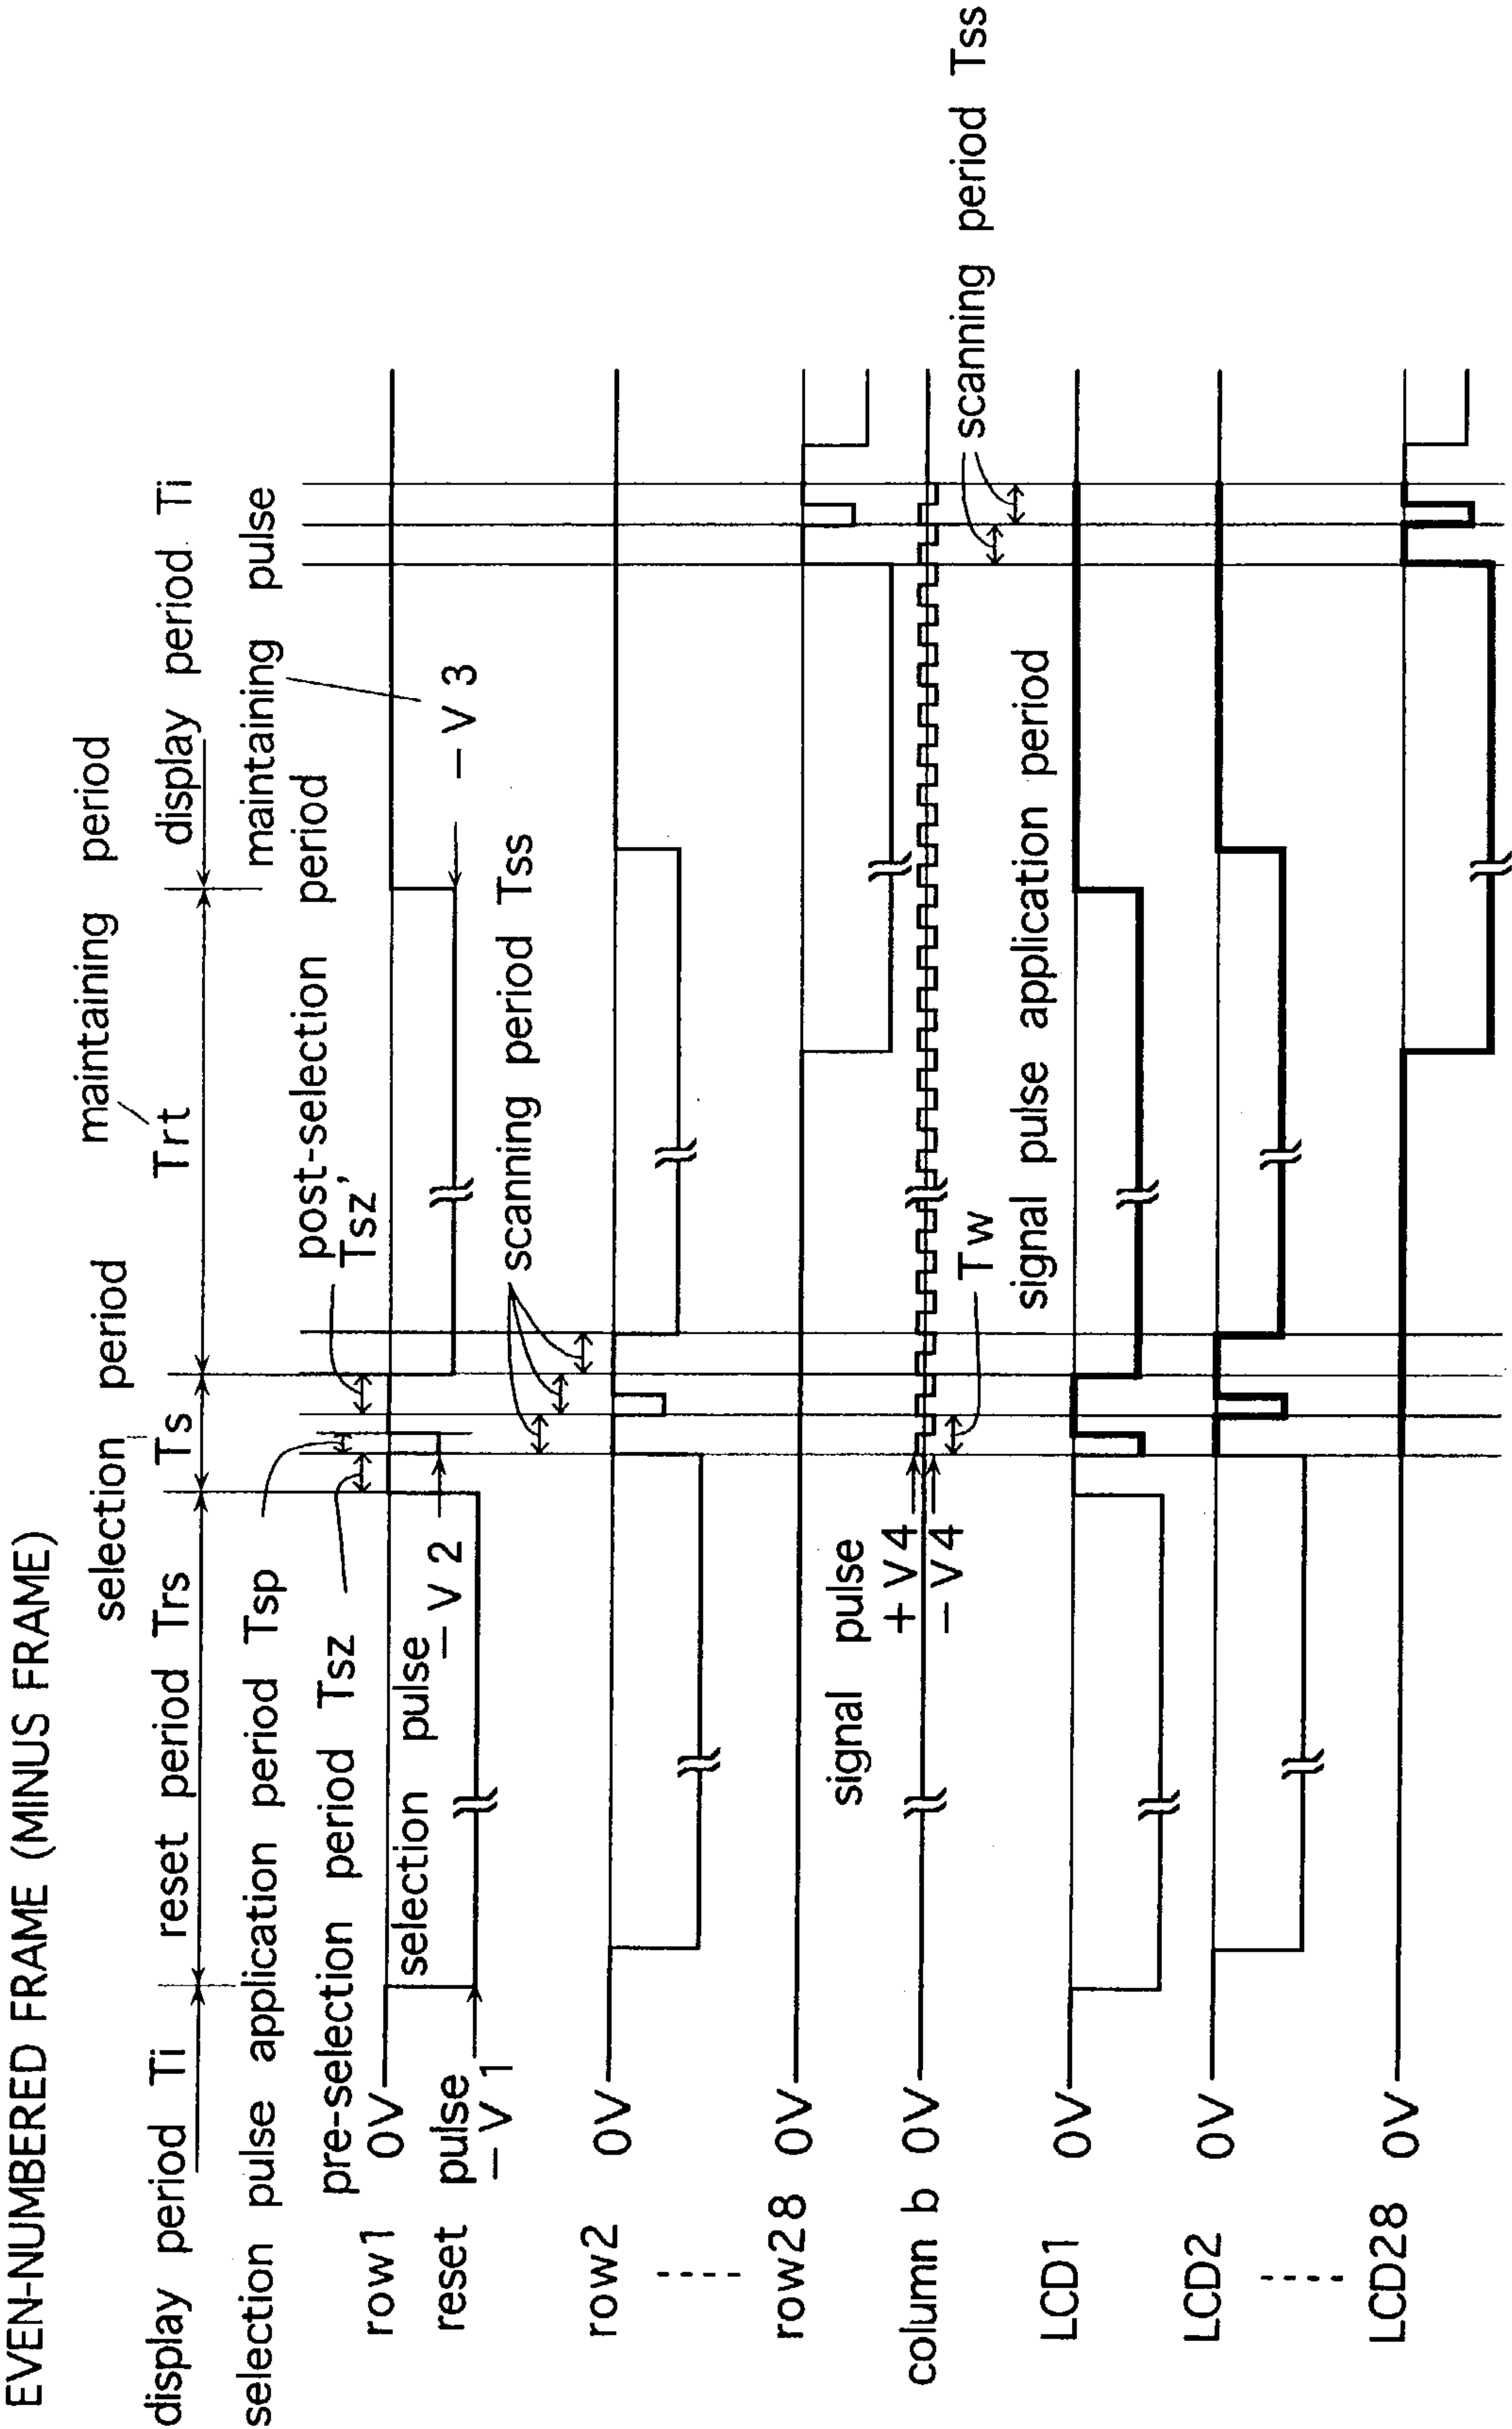 EVEN-NUMBERED FRAME (MINUS FRAME)
selection period
maintaining period
display period Ti
reset period Trs
Ts
Trt
display period Ti
selection pulse application period Tsp
maintaining pulse
pre-selection period Tsz
post-selection period
Tsz'
row1 0V
selection pulse
-V2
-V3
reset pulse
-V1
scanning period Tss
row2 0V
row28 0V
signal pulse
+V4
-V4
column b 0V
Tw
scanning period Tss
signal pulse application period
LCD1 0V
LCD2 0V
LCD28 0V